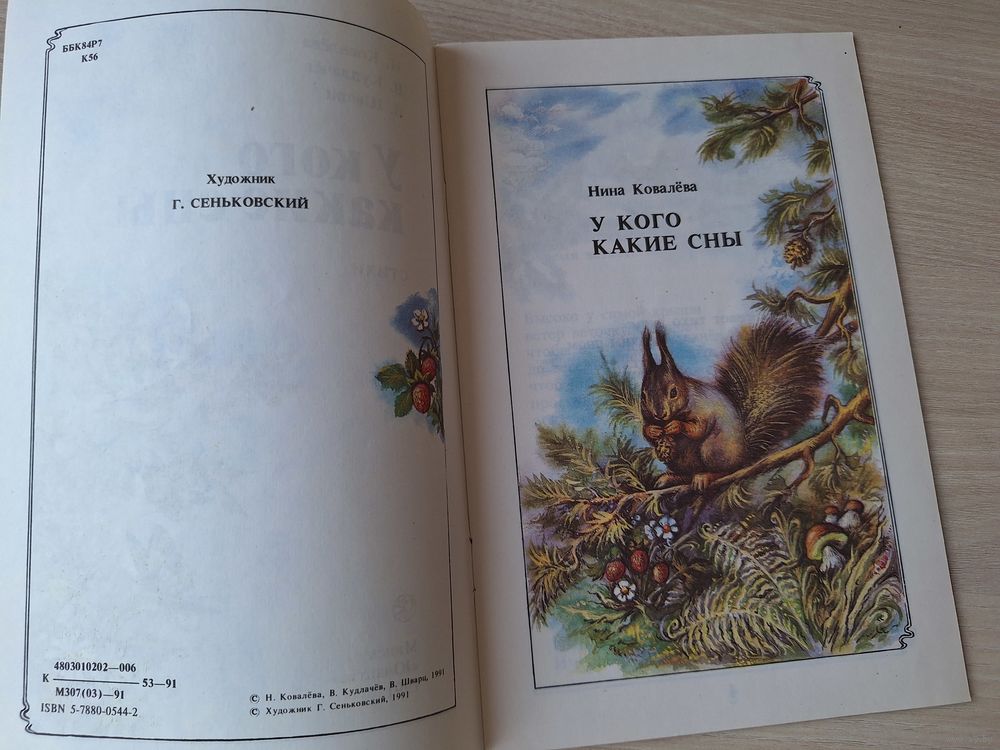 ББК84Р7
К56
Художник
Г. СЕНЬКОВСКИЙ
4803010202—006
К ——— 53—91
М307(03)—91
ISBN 5-7880-0544-2
© Н. Ковалёва, В. Кудлачёв, В. Шварц, 1991
© Художник Г. Сеньковский, 1991
Нина Ковалёва
У КОГО
КАКИЕ СНЫ